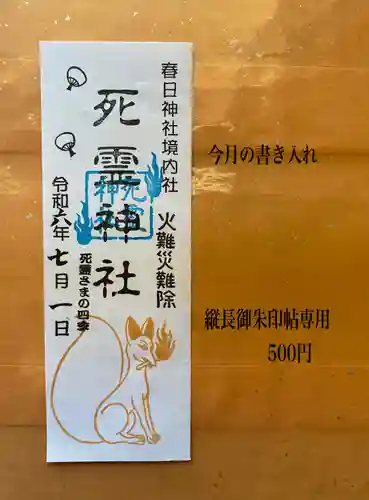 春日神社境内社 火難災難除
死霊神社
死霊さまの四季
令和六年七月一日
今月の書き入れ
縦長御朱印帖専用
500円